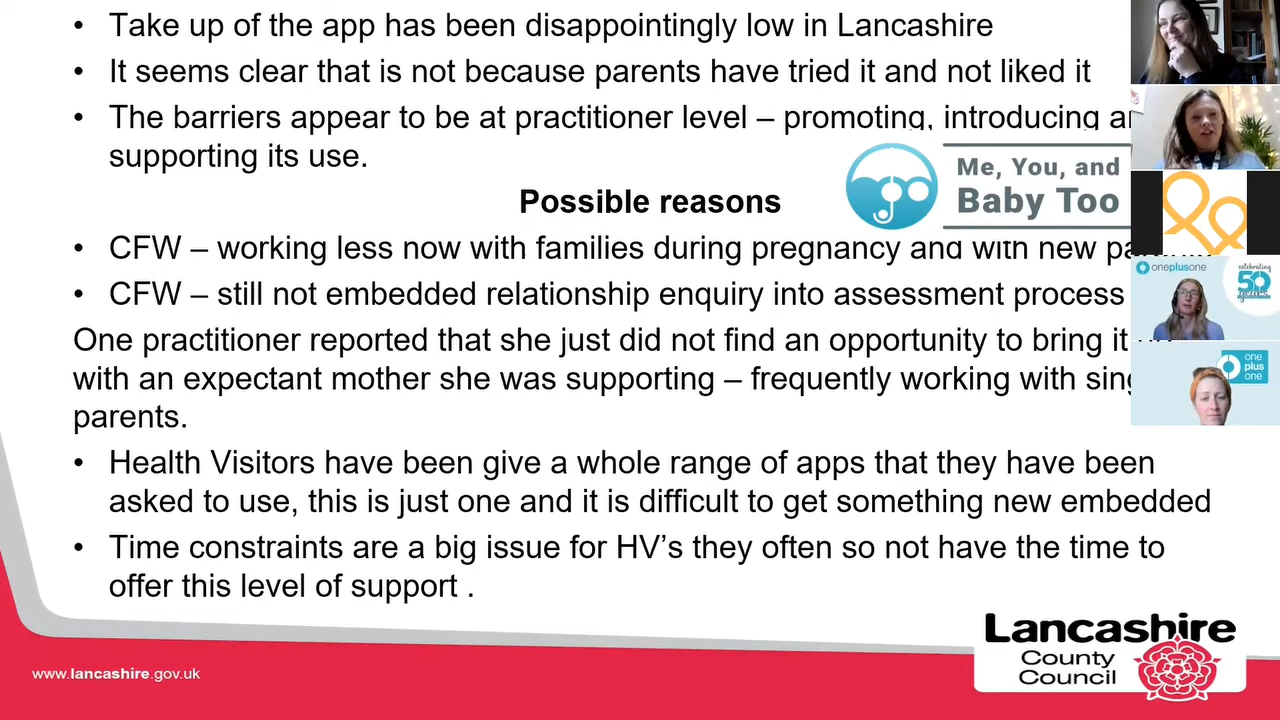 • Take up of the app has been disappointingly low in Lancashire
• It seems clear that is not because parents have tried it and not liked it
• The barriers appear to be at practitioner level – promoting, introducing
supporting its use.
Me, You, and
Baby Too
Possible reasons
• CFW – working less now with families during pregnancy and with new
• CFW – still not embedded relationship enquiry into assessment process
One practitioner reported that she just did not find an opportunity to bring it
with an expectant mother she was supporting – frequently working with
parents.
• Health Visitors have been give a whole range of apps that they have been
asked to use, this is just one and it is difficult to get something new embedded
• Time constraints are a big issue for HV's they often so not have the time to
offer this level of support .
oneplusone
celebrating
50
years
one
plus
one
www.lancashire.gov.uk
Lancashire
County
Council